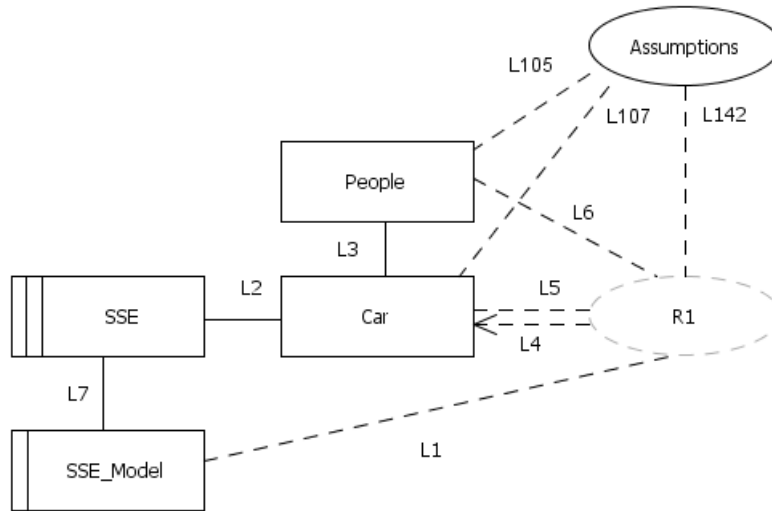 Assumptions
L105
L107
L142
People
L6
L3
L2
L5
SSE
Car
R1
L4
L7
L1
SSE_Model